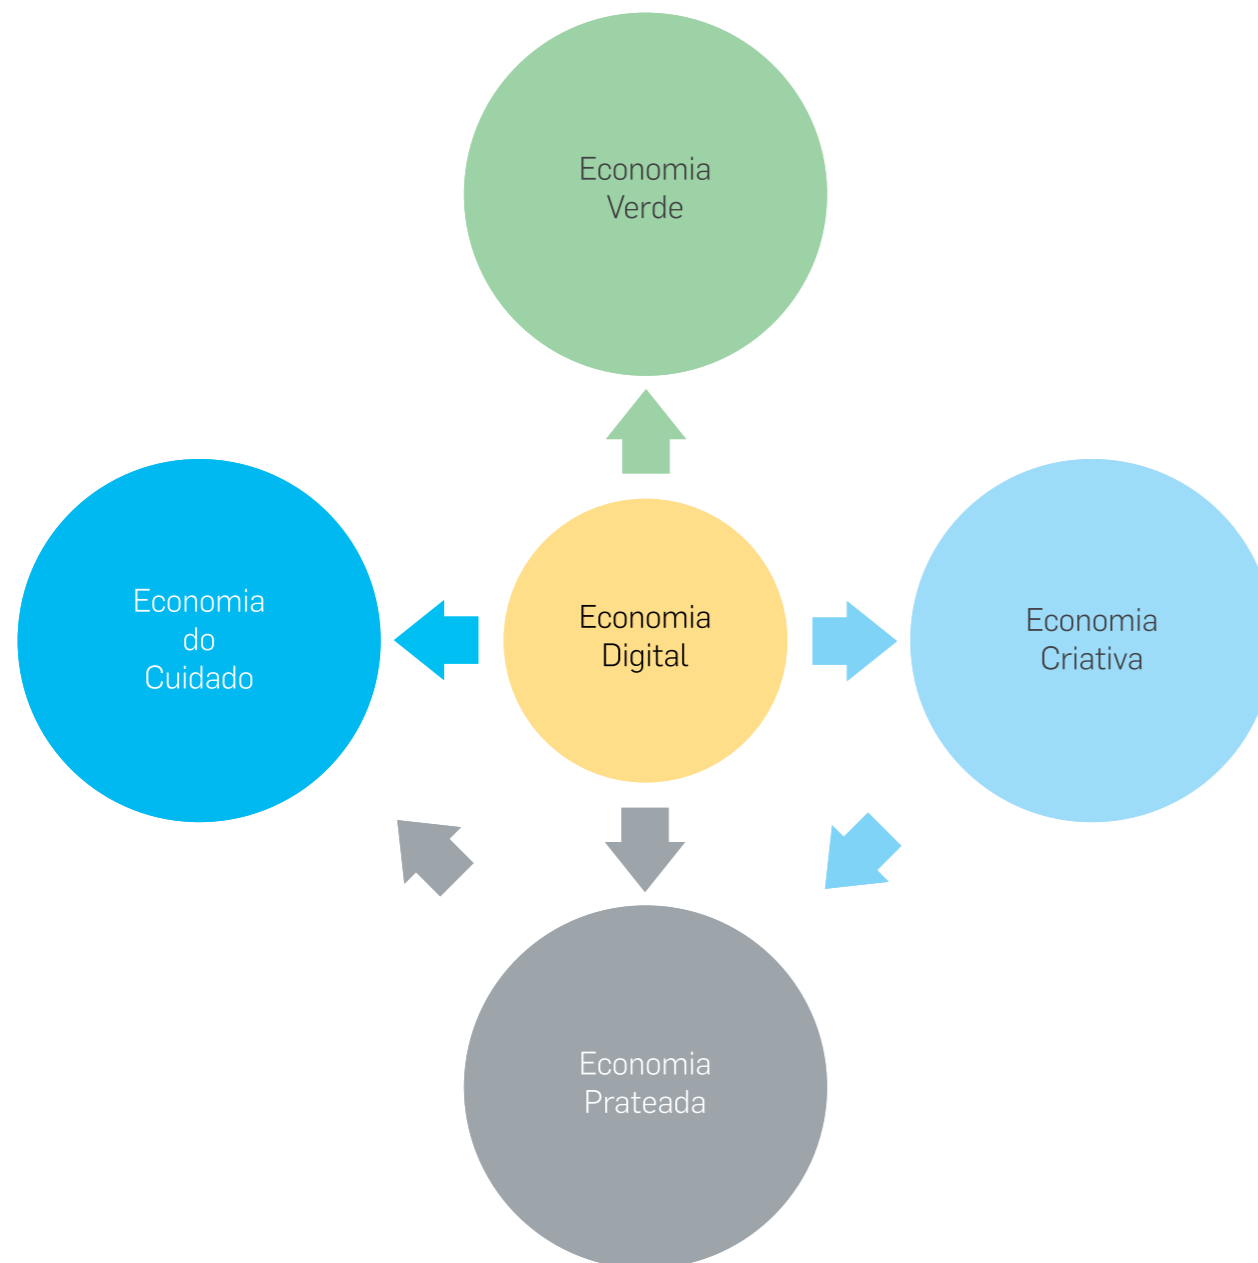 Economia
Verde
Economia
do
Cuidado
Economia
Digital
Economia
Criativa
Economia
Prateada